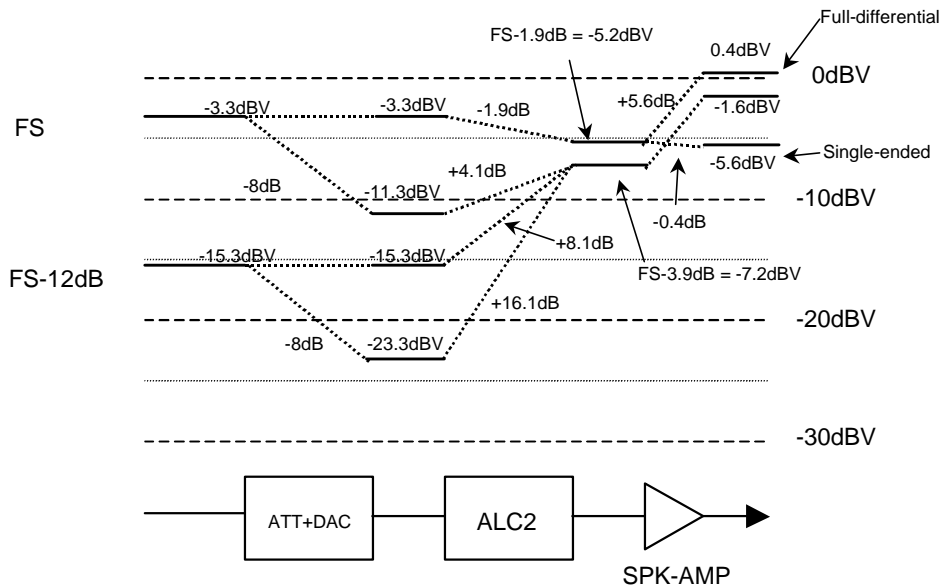 Full-differential
FS-1.9dB = -5.2dBV
0.4dBV
0dBV
+5.6dB
-1.6dBV
-3.3dBV
-3.3dBV
-1.9dB
FS
Single-ended
-5.6dBV
+4.1dB
-8dB
-11.3dBV
-10dBV
-0.4dB
+8.1dB
-15.3dBV
-15.3dBV
FS-12dB
FS-3.9dB = -7.2dBV
+16.1dB
-20dBV
-8dB
-23.3dBV
-30dBV
ATT+DAC
ALC2
SPK-AMP